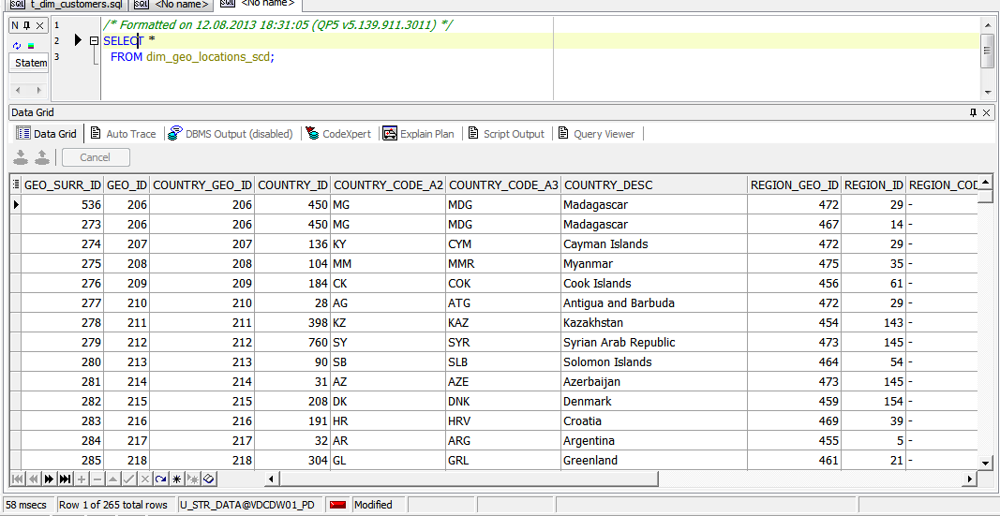 t_dim_customers.sql <No name> <No name>
N
Statem
1 /* Formatted on 12.08.2013 18:31:05 (QP5 v5.139.911.3011) */
2 SELECT *
3 FROM dim_geo_locations_scd;
Data Grid
Data Grid Auto Trace DBMS Output (disabled) CodeXpert Explain Plan Script Output Query Viewer
Cancel
GEO_SURR_ID GEO_ID COUNTRY_GEO_ID COUNTRY_ID COUNTRY_CODE_A2 COUNTRY_CODE_A3 COUNTRY_DESC REGION_GEO_ID REGION_ID REGION_COD
536 206 206 450 MG MDG Madagascar 472 29 -
273 206 206 450 MG MDG Madagascar 467 14 -
274 207 207 136 KY CYM Cayman Islands 472 29 -
275 208 208 104 MM MMR Myanmar 475 35 -
276 209 209 184 CK COK Cook Islands 456 61 -
277 210 210 28 AG ATG Antigua and Barbuda 472 29 -
278 211 211 398 KZ KAZ Kazakhstan 454 143 -
279 212 212 760 SY SYR Syrian Arab Republic 473 145 -
280 213 213 90 SB SLB Solomon Islands 464 54 -
281 214 214 31 AZ AZE Azerbaijan 473 145 -
282 215 215 208 DK DNK Denmark 459 154 -
283 216 216 191 HR HRV Croatia 469 39 -
284 217 217 32 AR ARG Argentina 455 5 -
285 218 218 304 GL GRL Greenland 461 21 -
58 msecs Row 1 of 265 total rows U_STR_DATA@VDCDW01_PD Modified